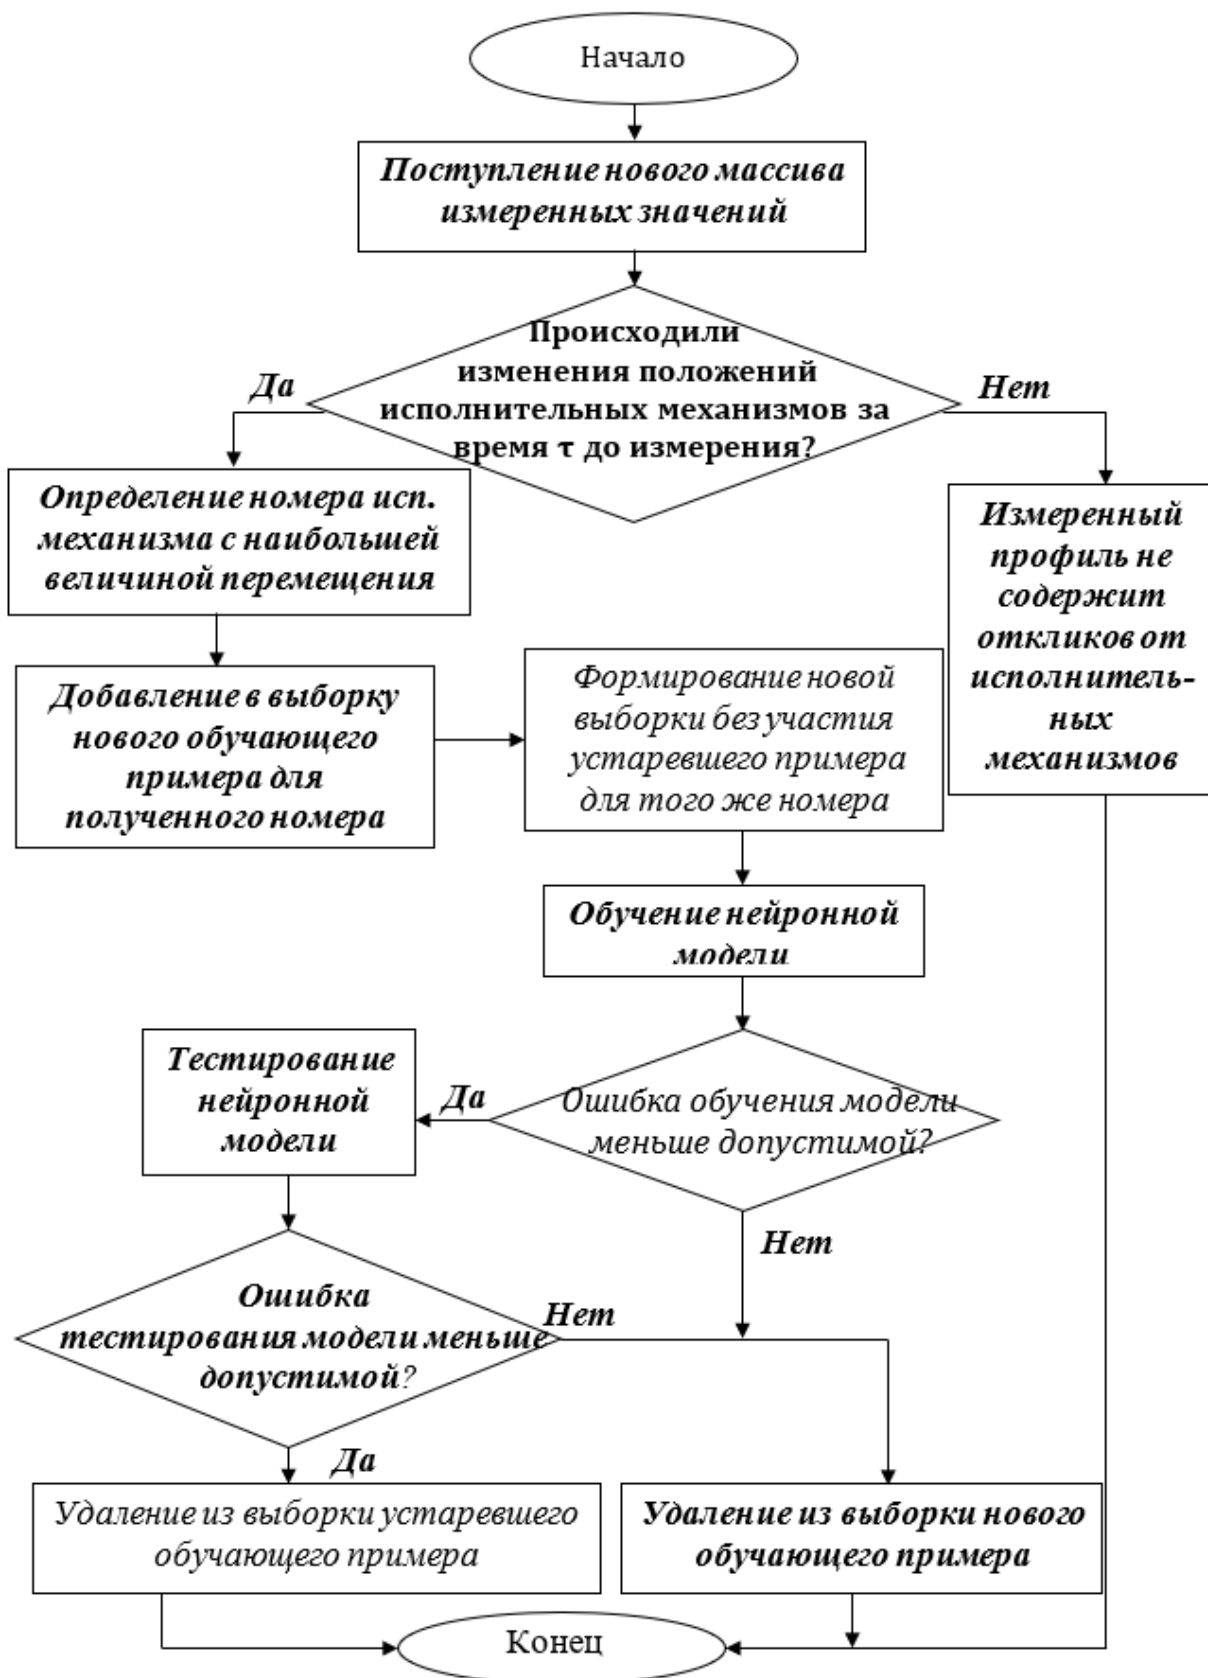 Начало
Поступление нового массива
измеренных значений
Происходили
изменения положений
исполнительных механизмов за
время τ до измерения?
Да
Нет
Определение номера исп.
механизма с наибольшей
величиной перемещения
Измеренный
профиль не
содержит
откликов от
исполнитель-
ных
механизмов
Добавление в выборку
нового обучающего
примера для
полученного номера
Формирование новой
выборки без участия
устаревшего примера
для того же номера
Обучение нейронной
модели
Ошибка обучения модели
меньше допустимой?
Да
Нет
Тестирование
нейронной
модели
Ошибка
тестирования модели меньше
допустимой?
Нет
Да
Удаление из выборки устаревшего
обучающего примера
Удаление из выборки нового
обучающего примера
Конец